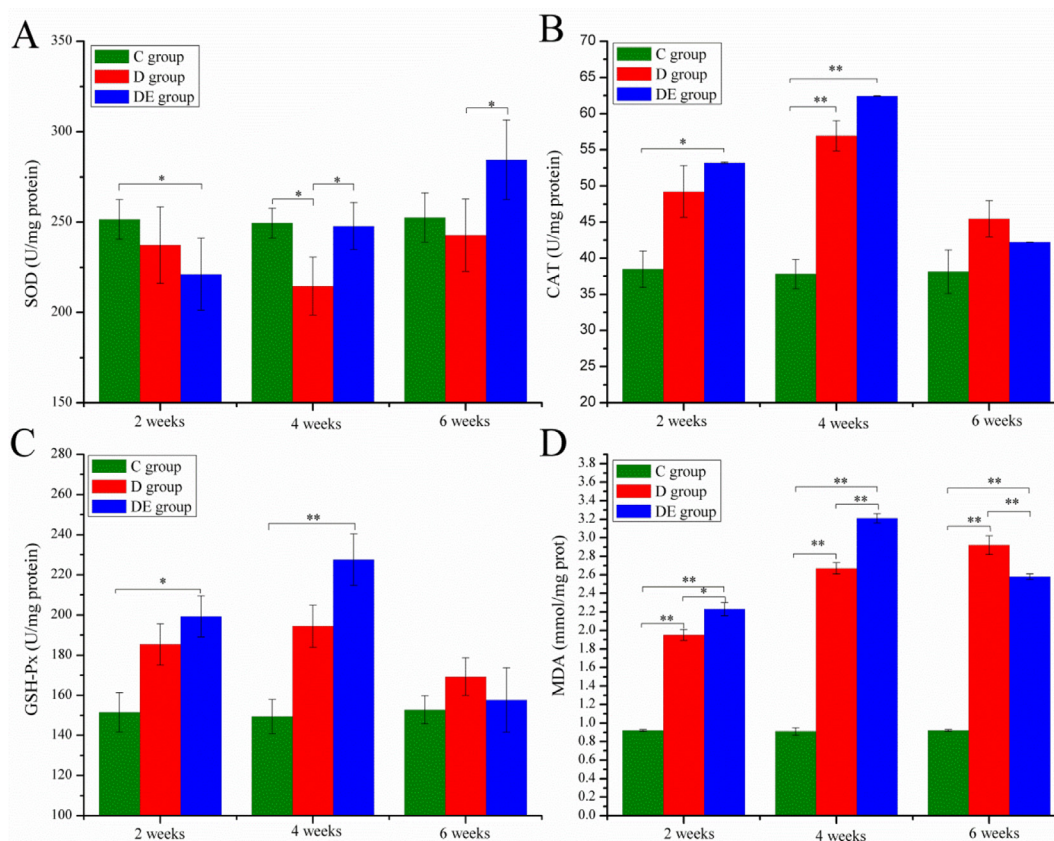 A
SOD (U/mg protein)
350
300
250
200
150
C group
D group
DE group
*
*
*
*
2 weeks
4 weeks
6 weeks
B
CAT (U/mg protein)
70
65
60
55
50
45
40
35
30
25
20
C group
D group
DE group
*
**
**
2 weeks
4 weeks
6 weeks
C
GSH-Px (U/mg protein)
280
260
240
220
200
180
160
140
120
100
C group
D group
DE group
*
**
2 weeks
4 weeks
6 weeks
D
MDA (mmol/mg prot)
3.8
3.6
3.4
3.2
3.0
2.8
2.6
2.4
2.2
2.0
1.8
1.6
1.4
1.2
1.0
0.8
0.6
0.4
0.2
0.0
C group
D group
DE group
**
*
**
**
**
**
**
**
**
2 weeks
4 weeks
6 weeks